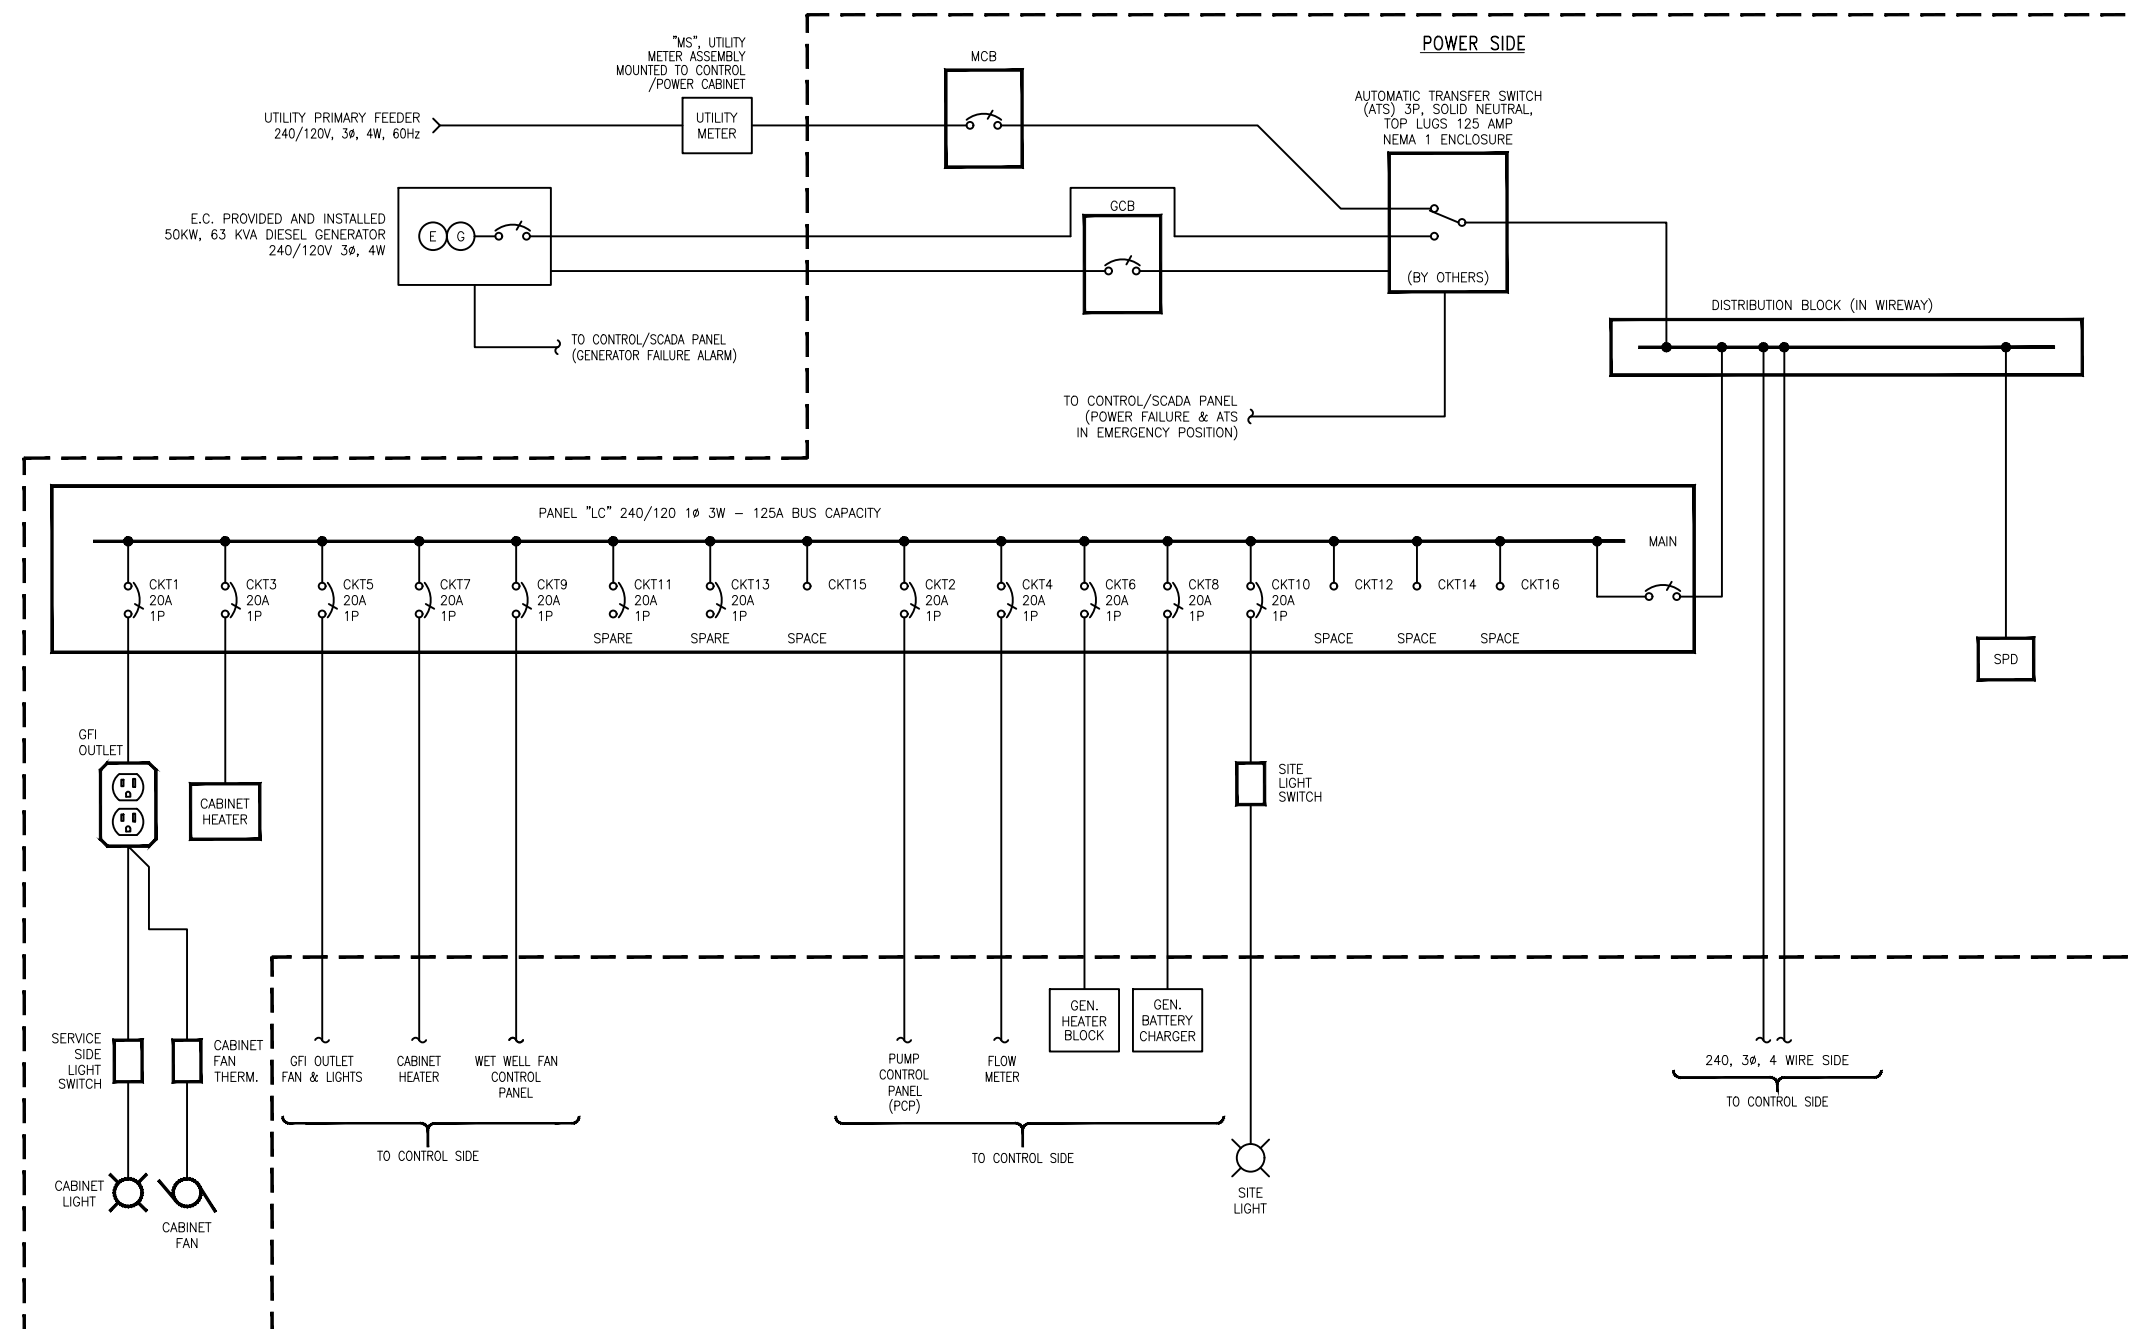 POWER SIDE
"MS", UTILITY
METER ASSEMBLY
MOUNTED TO CONTROL
/POWER CABINET
MCB
UTILITY PRIMARY FEEDER
240/120V, 3ø, 4W, 60Hz
UTILITY
METER
AUTOMATIC TRANSFER SWITCH
(ATS) 3P, SOLID NEUTRAL,
TOP LUGS 125 AMP
NEMA 1 ENCLOSURE
E.C. PROVIDED AND INSTALLED
50KW, 63 KVA DIESEL GENERATOR
240/120V 3ø, 4W
E
G
GCB
(BY OTHERS)
DISTRIBUTION BLOCK (IN WIREWAY)
TO CONTROL/SCADA PANEL
(GENERATOR FAILURE ALARM)
TO CONTROL/SCADA PANEL
(POWER FAILURE & ATS
IN EMERGENCY POSITION)
PANEL "LC" 240/120 1ø 3W – 125A BUS CAPACITY
MAIN
CKT1
20A
1P
CKT3
20A
1P
CKT5
20A
1P
CKT7
20A
1P
CKT9
20A
1P
CKT11
20A
1P
SPARE
CKT13
20A
1P
SPARE
CKT15
SPACE
CKT2
20A
1P
CKT4
20A
1P
CKT6
20A
1P
CKT8
20A
1P
CKT10
20A
1P
CKT12
SPACE
CKT14
SPACE
CKT16
SPACE
SPD
GFI
OUTLET
CABINET
HEATER
SITE
LIGHT
SWITCH
SERVICE
SIDE
LIGHT
SWITCH
CABINET
FAN
THERM.
GFI OUTLET
FAN & LIGHTS
CABINET
HEATER
WET WELL FAN
CONTROL
PANEL
TO CONTROL SIDE
PUMP
CONTROL
PANEL
(PCP)
FLOW
METER
GEN.
HEATER
BLOCK
GEN.
BATTERY
CHARGER
TO CONTROL SIDE
240, 3ø, 4 WIRE SIDE
TO CONTROL SIDE
CABINET
LIGHT
CABINET
FAN
SITE
LIGHT